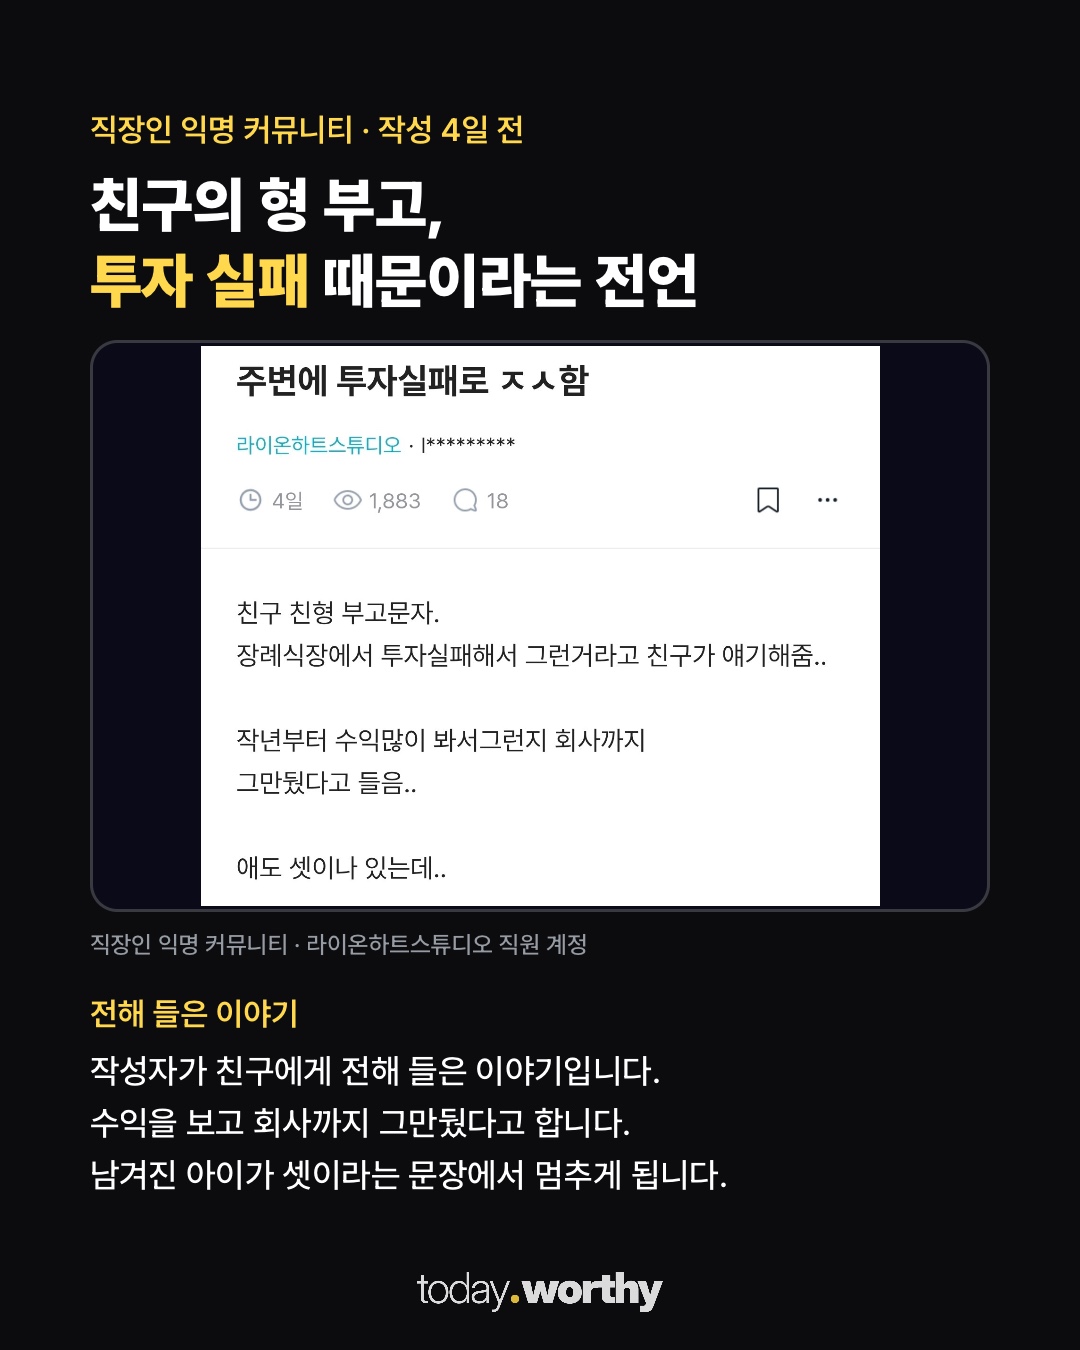 직장인 익명 커뮤니티 · 작성 4일 전
친구의 형 부고,
투자 실패 때문이라는 전언
주변에 투자실패로 ㅈㅅ함
라이온하트스튜디오 · l*********
4일 1,883 18
친구 친형 부고문자.
장례식장에서 투자실패해서 그런거라고 친구가 얘기해줌..
작년부터 수익많이 봐서그런지 회사까지
그만뒀다고 들음..
애도 셋이나 있는데..
직장인 익명 커뮤니티 · 라이온하트스튜디오 직원 계정
전해 들은 이야기
작성자가 친구에게 전해 들은 이야기입니다.
수익을 보고 회사까지 그만뒀다고 합니다.
남겨진 아이가 셋이라는 문장에서 멈추게 됩니다.
today.worthy